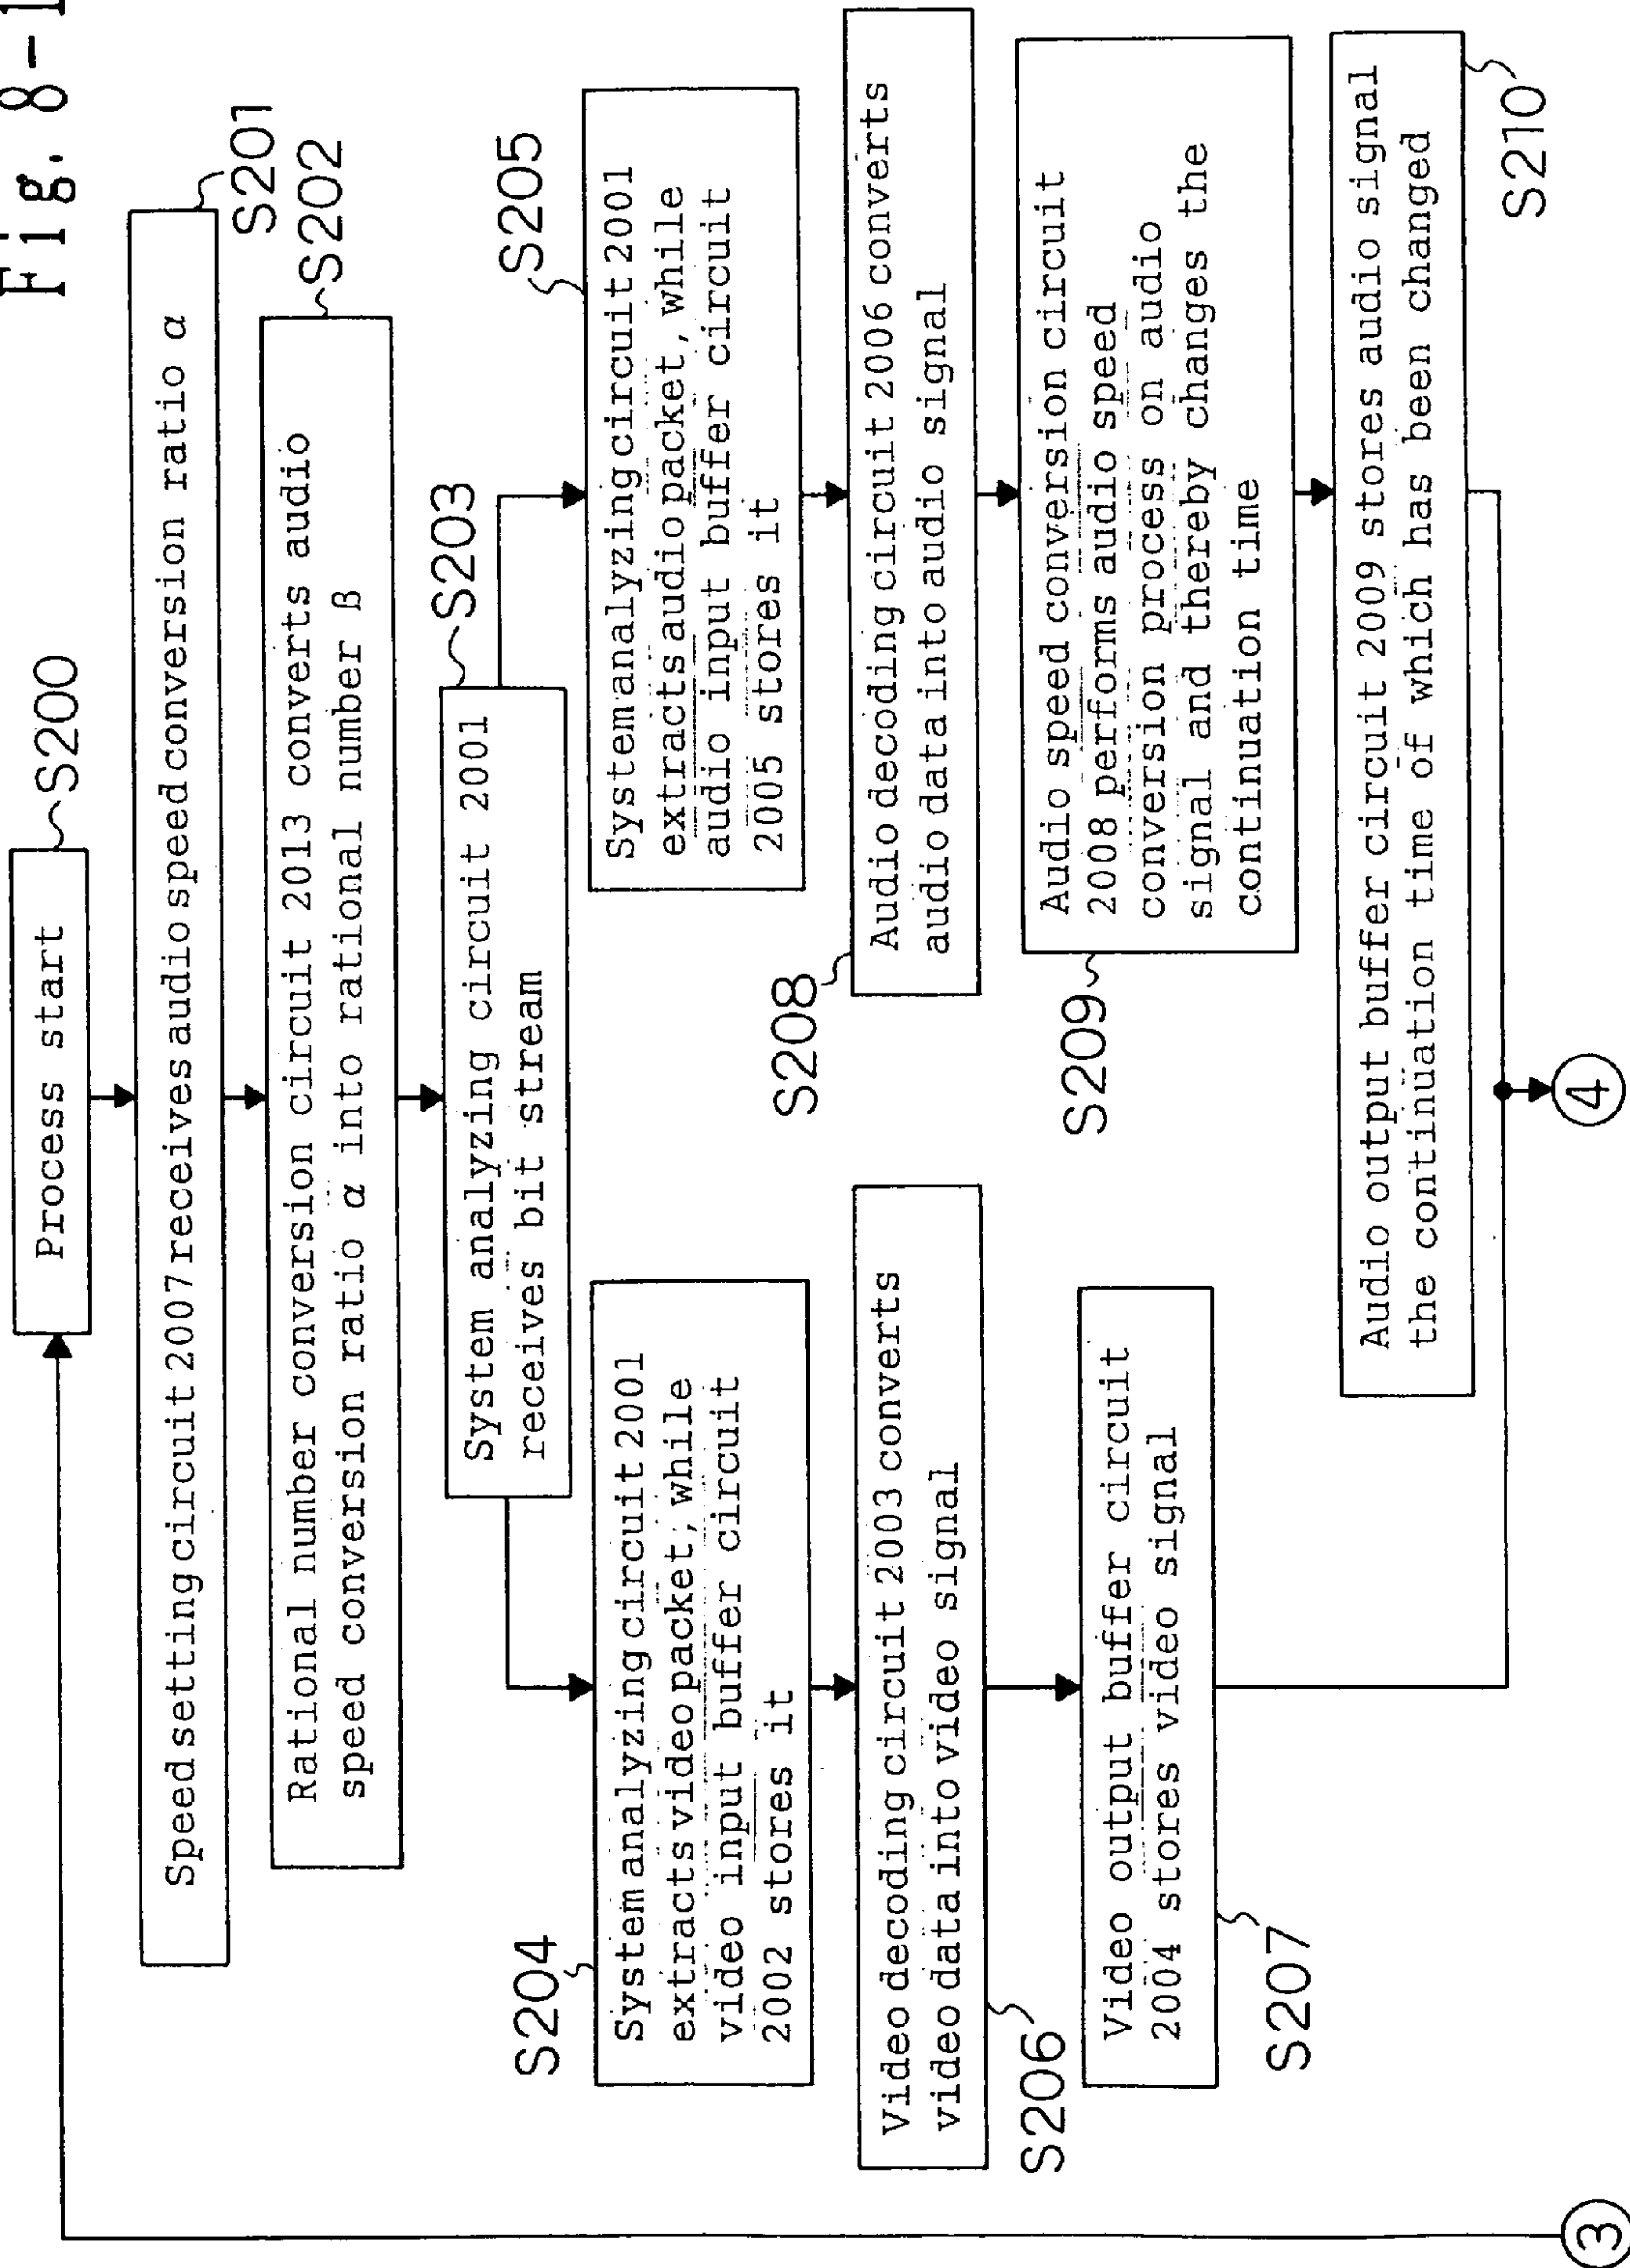 Fig. 8-1
Process start
S200
Speed setting circuit 2007 receives audio speed conversion ratio α
S201
Rational number conversion circuit 2013 converts audio
speed conversion ratio α into rational number ß
S202
System analyzing circuit 2001
receives bit stream
S203
S204
System analyzing circuit 2001
extracts video packet, while
video input buffer circuit
2002 stores it
S205
System analyzing circuit 2001
extracts audio packet, while
audio input buffer circuit
2005 stores it
Video decoding circuit 2003 converts
video data into video signal
S206
S208
Audio decoding circuit 2006 converts
audio data into audio signal
Video output buffer circuit
2004 stores video signal
S207
S209
Audio speed conversion circuit
2008 performs audio speed
conversion process on audio
signal and thereby changes the
continuation time
Audio output buffer circuit 2009 stores audio signal
the continuation time of which has been changed
S210
3
4